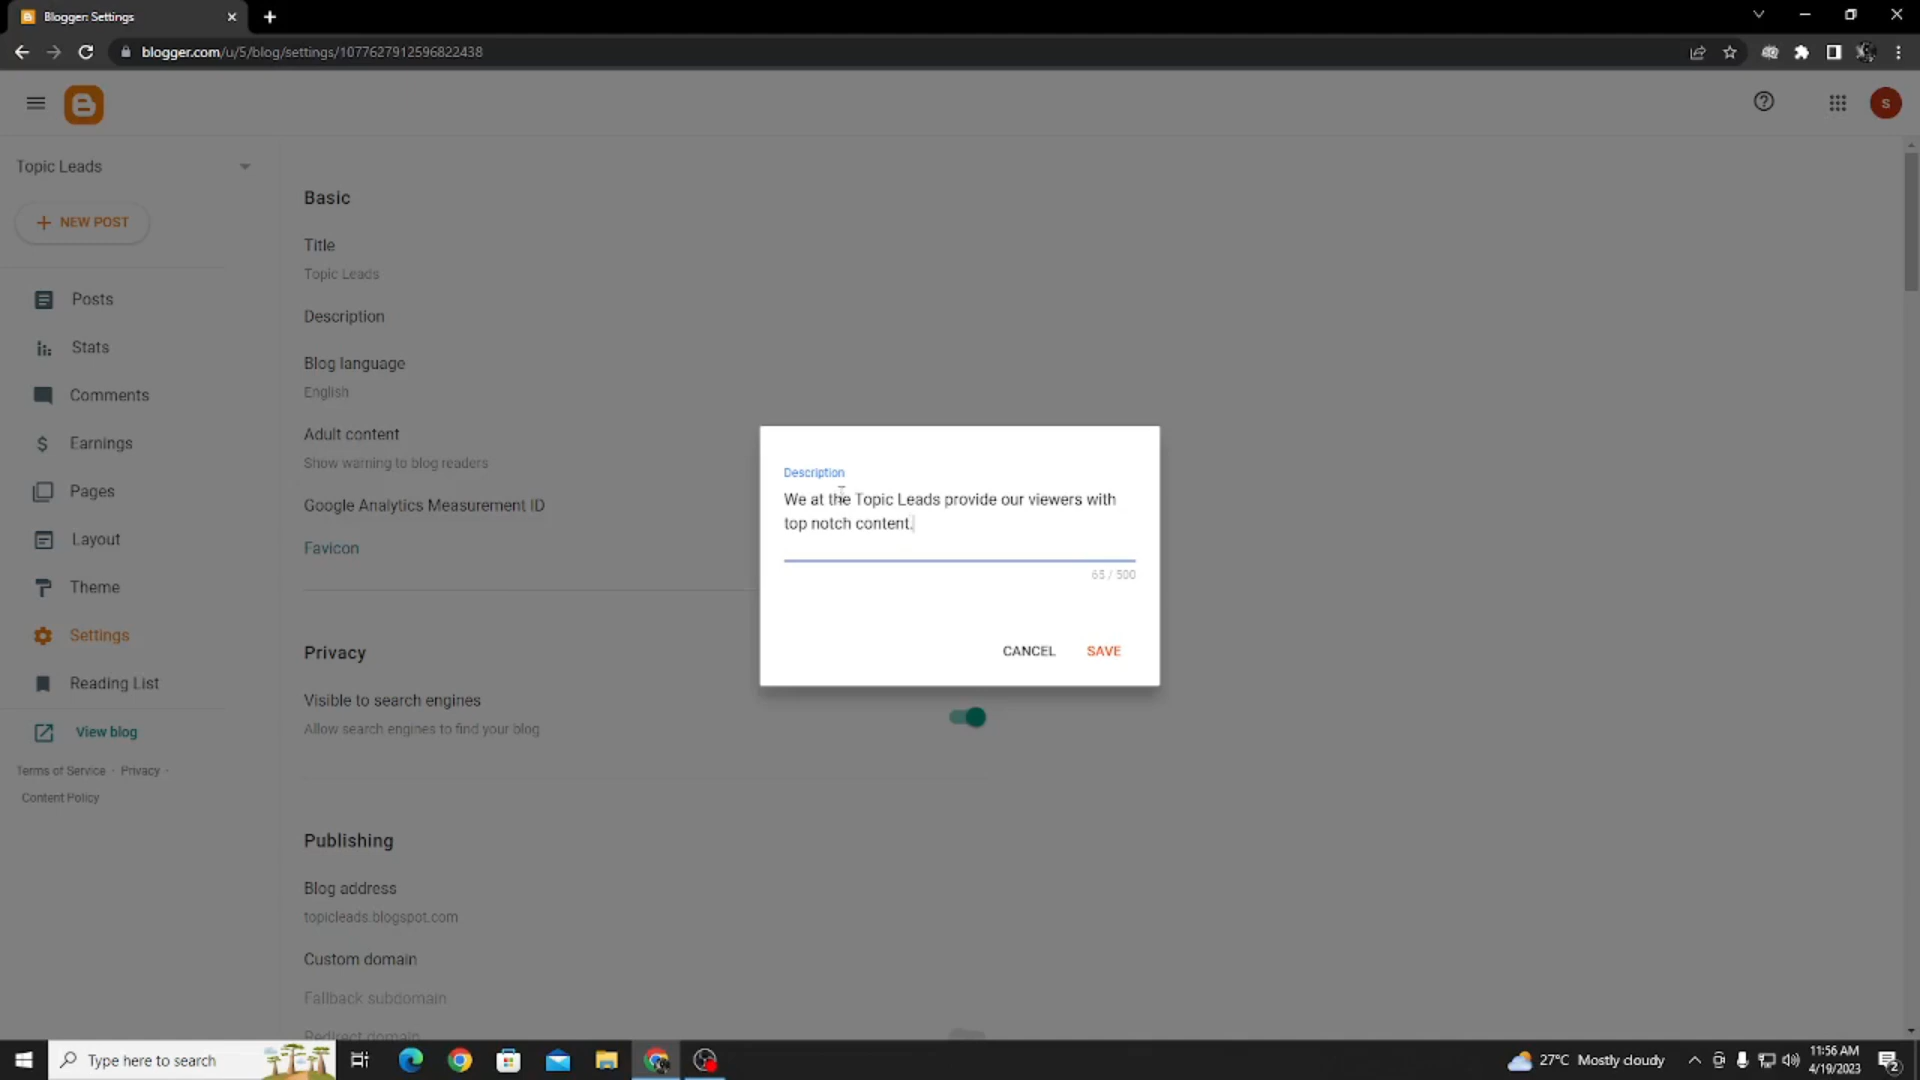 Blogger: Settings
blogger.com/u/5/blog/settings/1077627912596822438
S
Topic Leads
NEW POST
Posts
Stats
Comments
Earnings
Pages
Layout
Theme
Settings
Reading List
View blog
Terms of Service · Privacy ·
Content Policy
Basic
Title
Topic Leads
Description
Blog language
English
Adult content
Show warning to blog readers
Google Analytics Measurement ID
Favicon
Privacy
Visible to search engines
Allow search engines to find your blog
Publishing
Blog address
topicleads.blogspot.com
Custom domain
Fallback subdomain
Redirect domain
Description
We at the Topic Leads provide our viewers with
top notch content.
65 / 500
CANCEL
SAVE
Type here to search
27°C Mostly cloudy
11:56 AM
4/19/2023
2